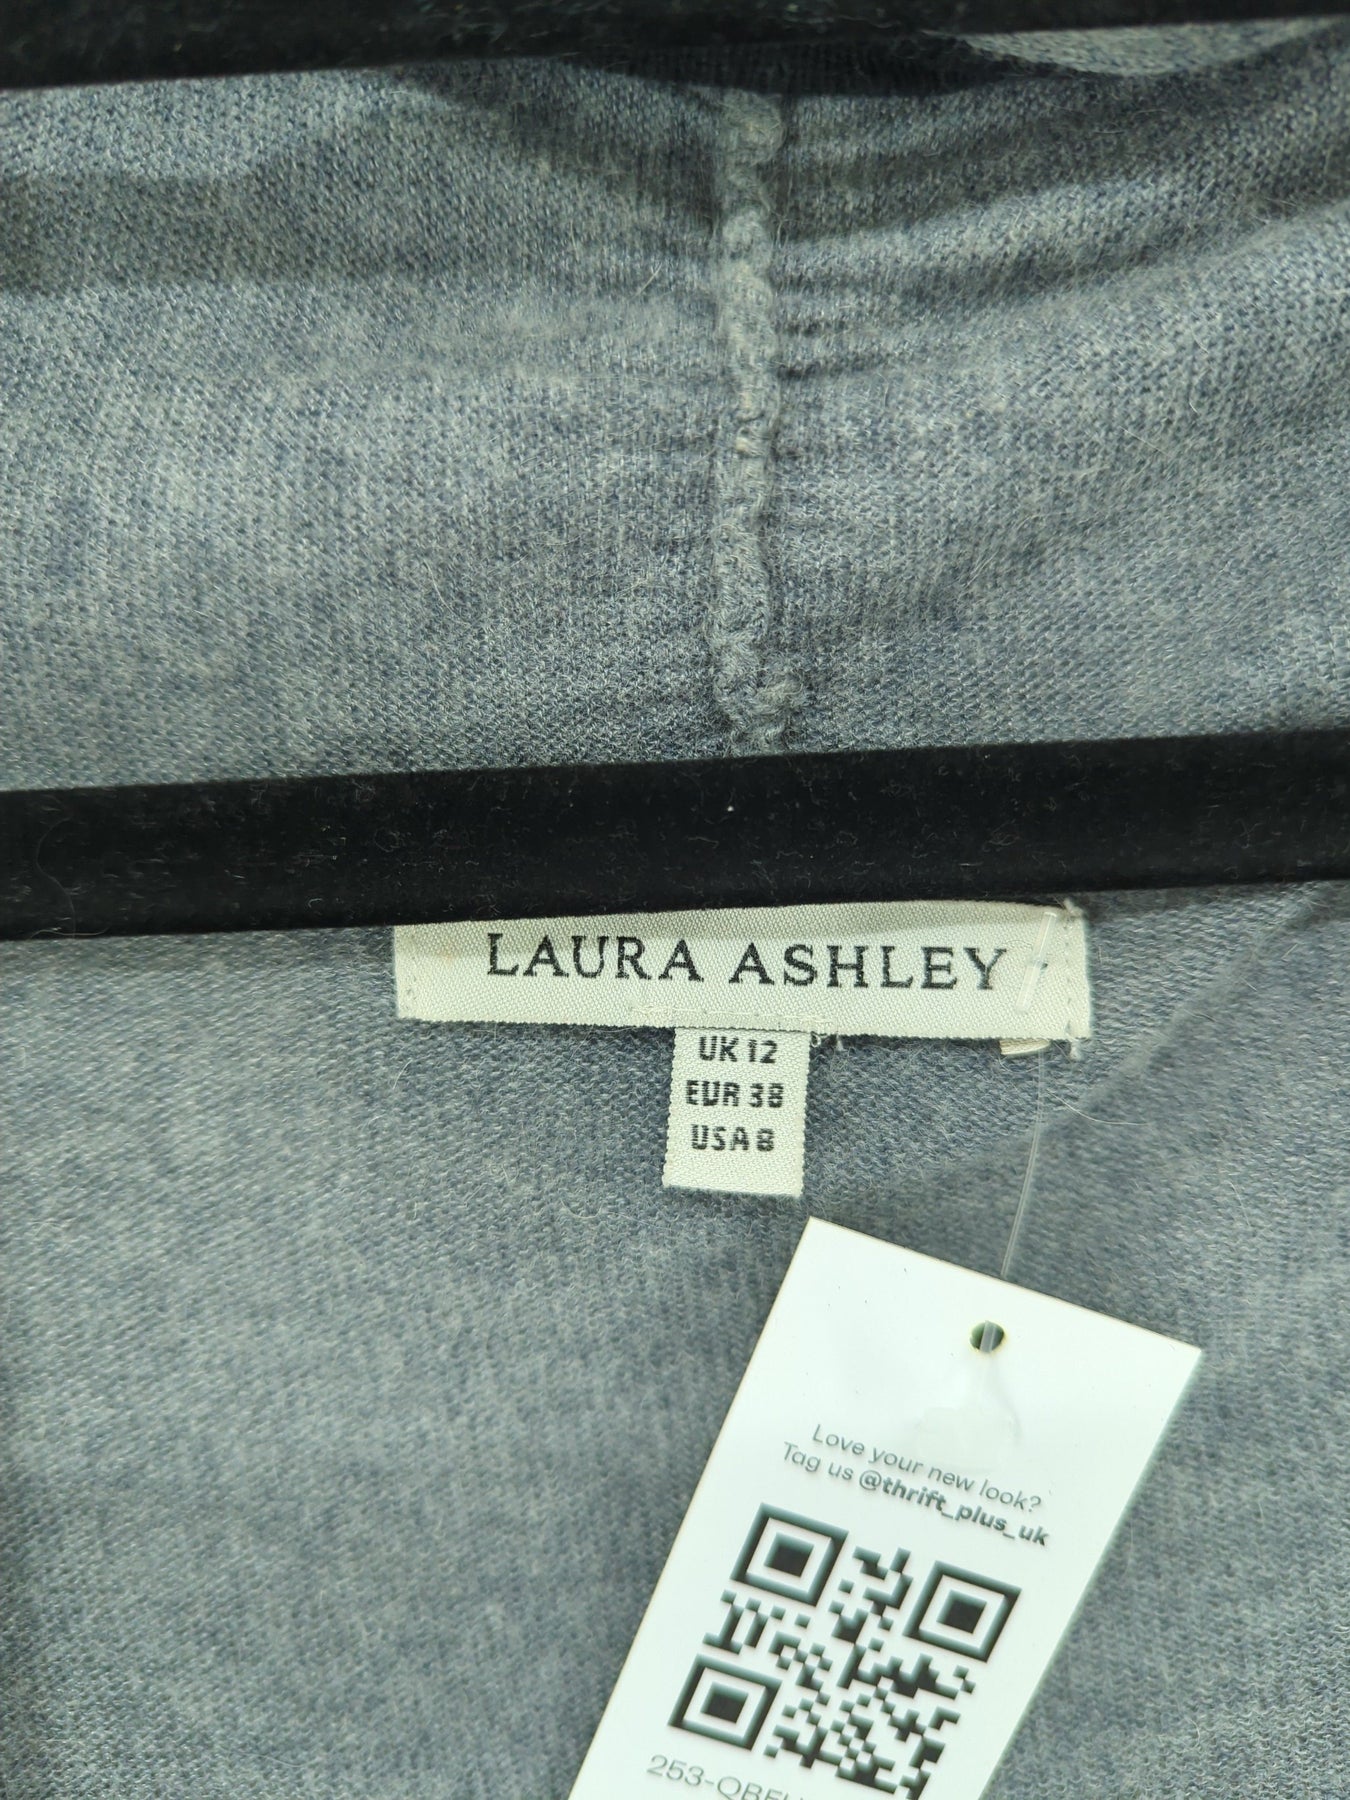 LAURA ASHLEY
UK 12
EUR 38
USA 8
Love your new look?
Tag us @thrift_plus_uk